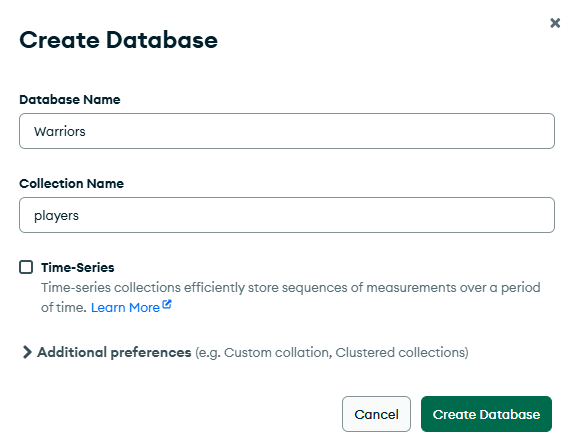 Create Database
Database Name
Warriors
Collection Name
players
Time-Series
Time-series collections efficiently store sequences of measurements over a period
of time. Learn More
Additional preferences (e.g. Custom collation, Clustered collections)
Cancel
Create Database